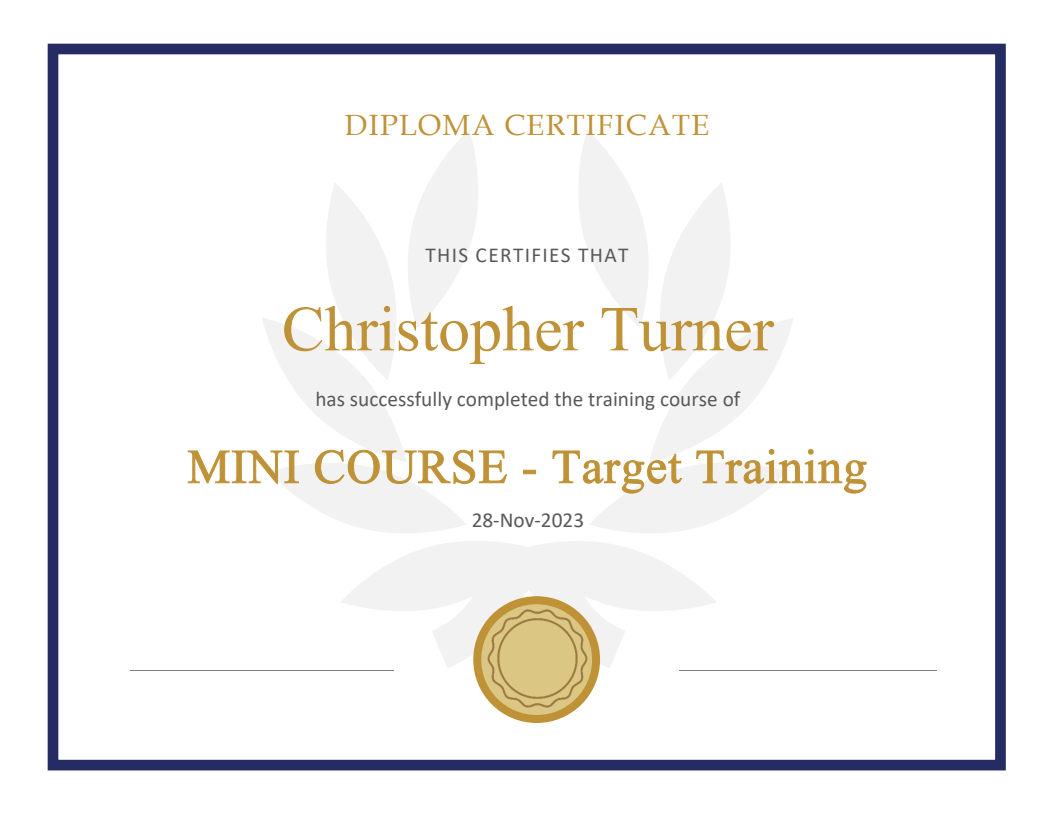 DIPLOMA CERTIFICATE
THIS CERTIFIES THAT
Christopher Turner
has successfully completed the training course of
MINI COURSE - Target Training
28-Nov-2023